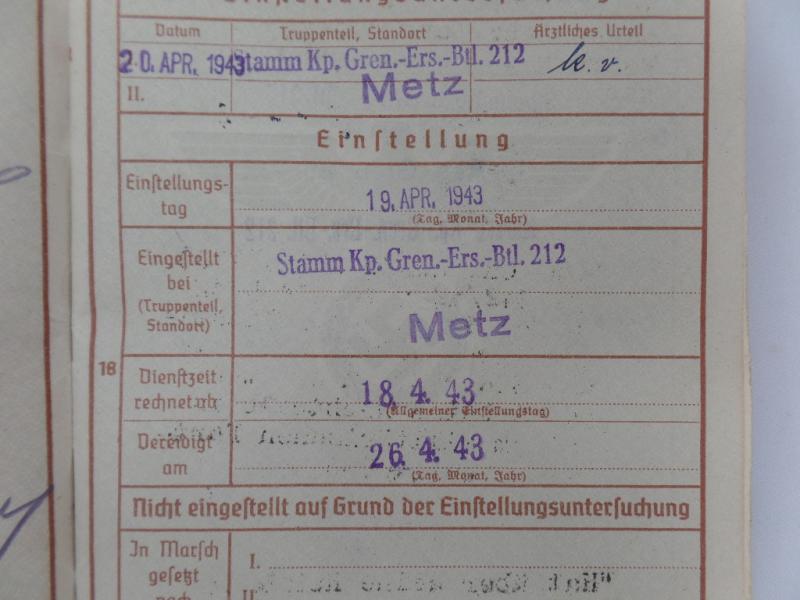 Datum Truppenteil, Standort Ärztliches Urteil
20. APR. 1943 Stamm Kp. Gren.-Ers.-Btl. 212 k. v.
Metz
II.
Einſtellung
Einſtellungs-
tag
19. APR. 1943
(Tag, Monat, Jahr)
Eingeſtellt
bei
(Truppenteil,
Standort)
Stamm Kp. Gren.-Ers.-Btl. 212
Metz
18
Dienſtzeit
rechnet ab
18. 4. 43
(Allgemeiner Einſtellungstag)
Vereidigt
am
26. 4. 43
(Tag, Monat, Jahr)
Nicht eingeſtellt auf Grund der Einſtellungsunterſuchung
In Marſch
geſetzt
nach
I.
II